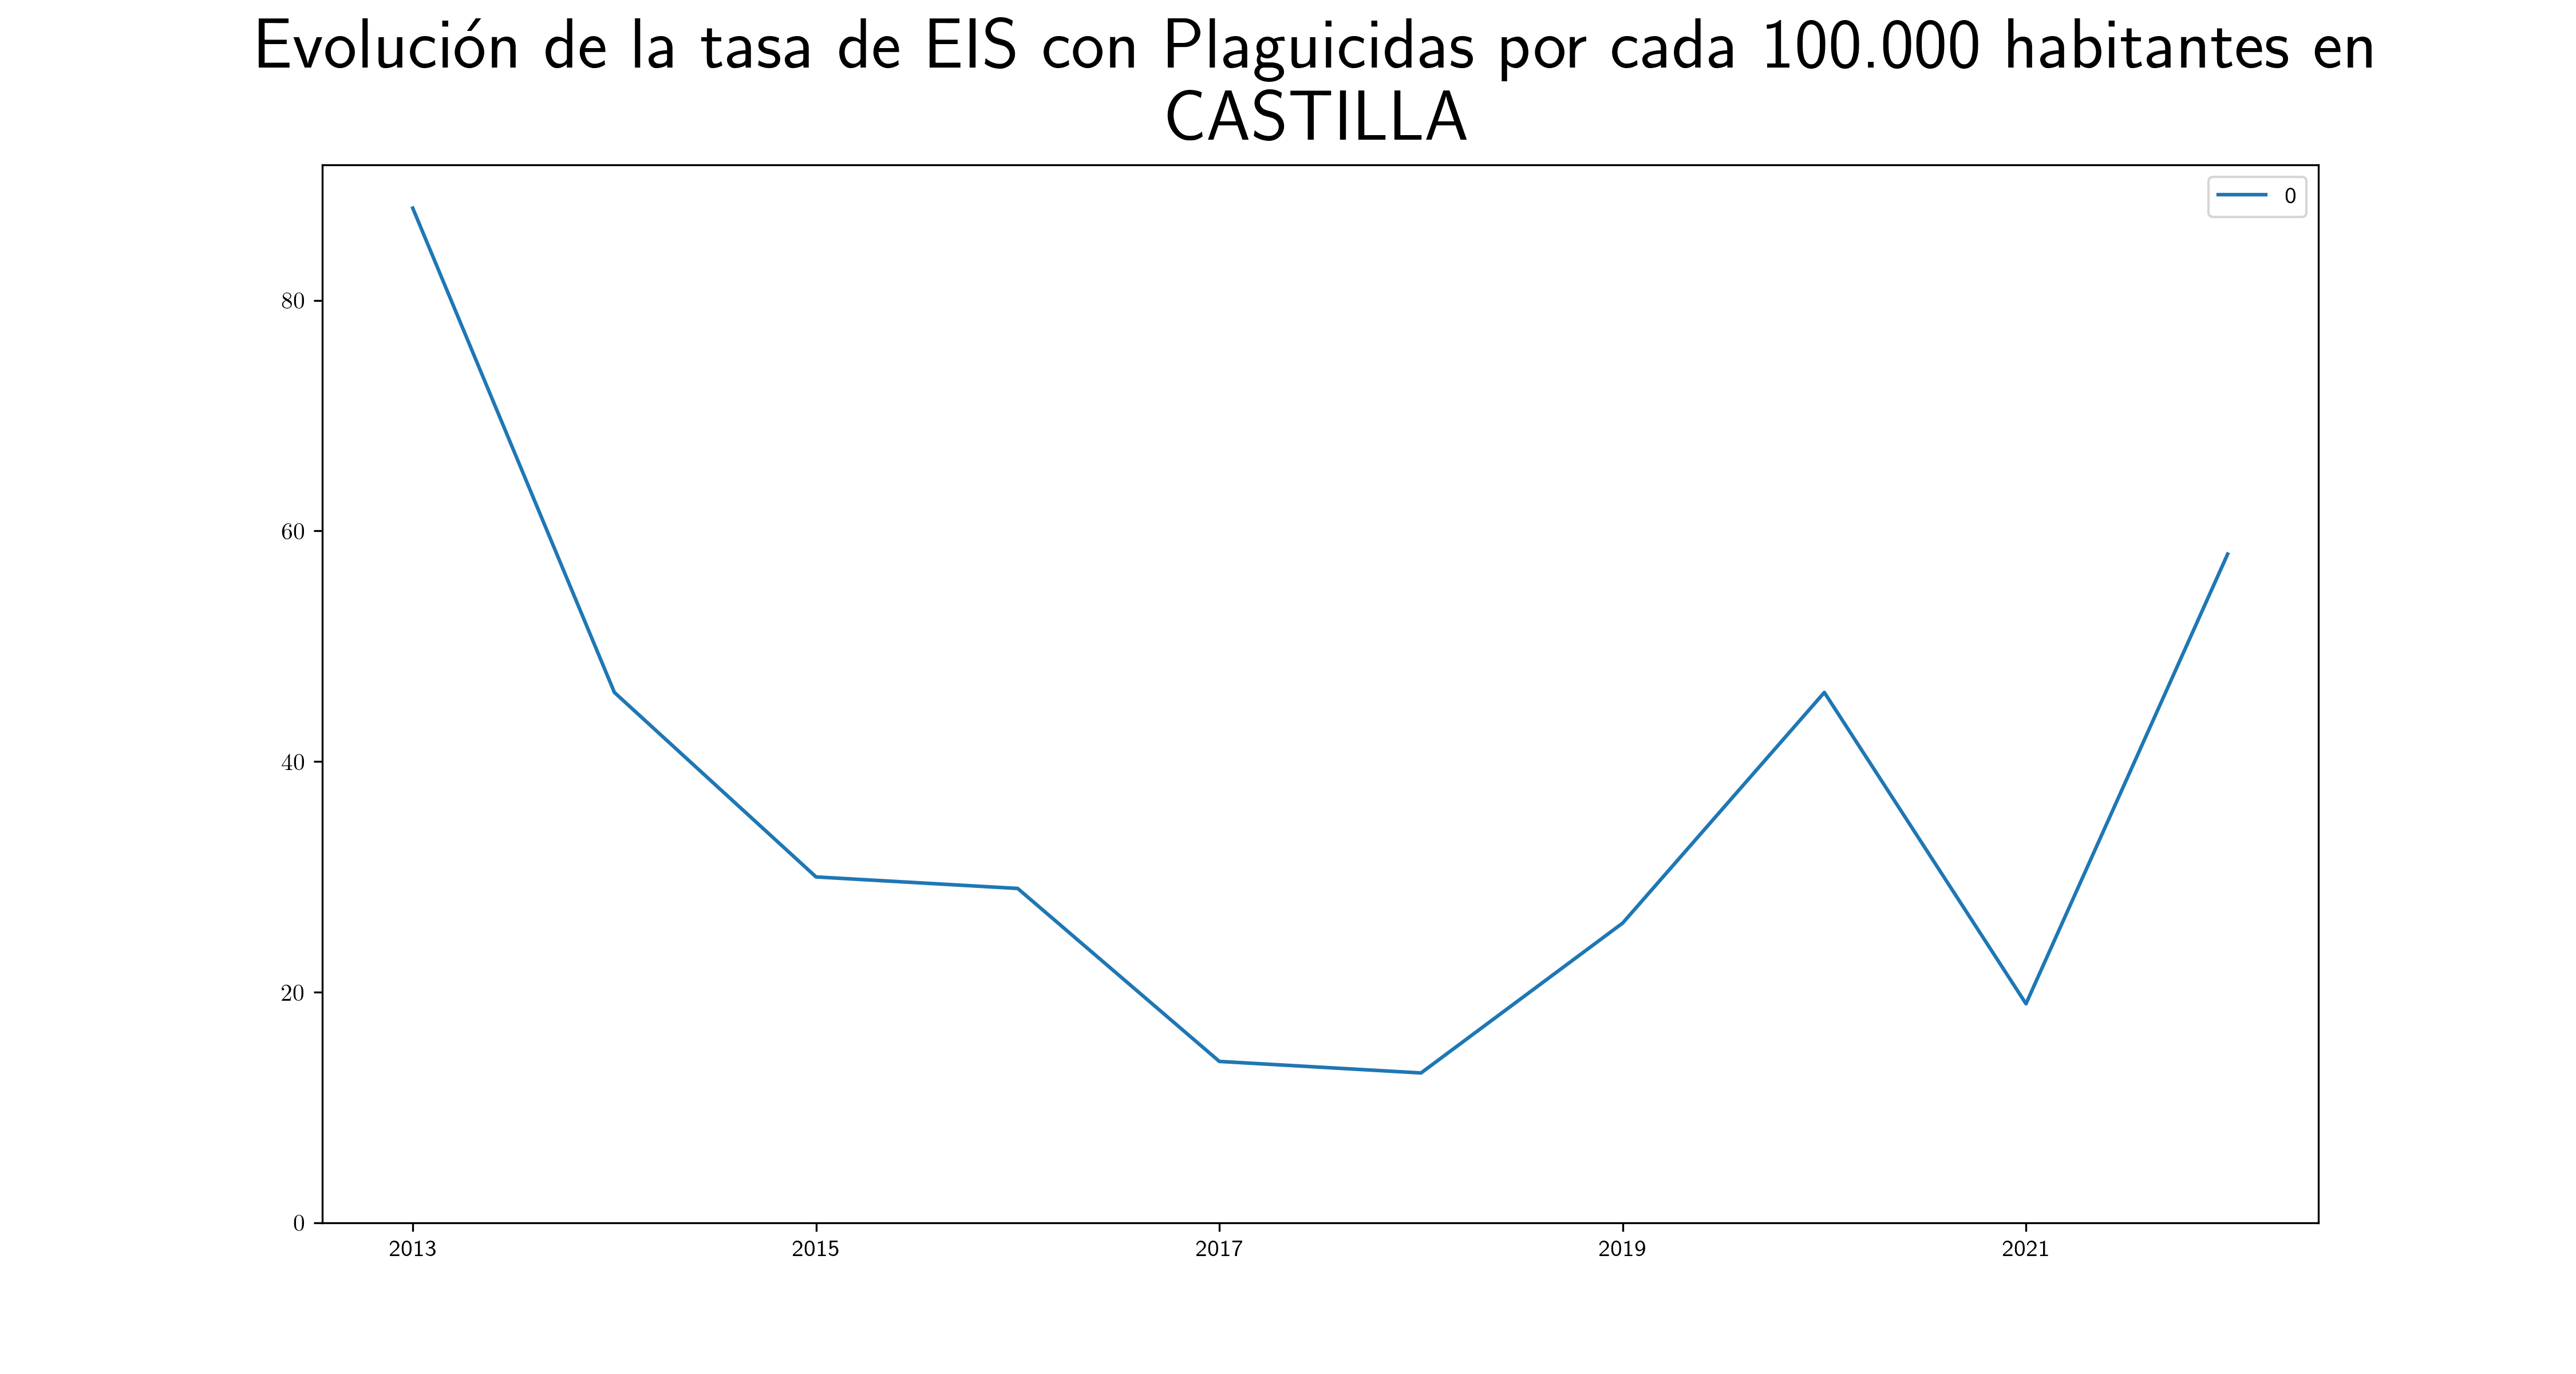 Evolución de la tasa de EIS con Plaguicidas por cada 100.000 habitantes en
CASTILLA
0
80
60
40
20
0
2013 2015 2017 2019 2021